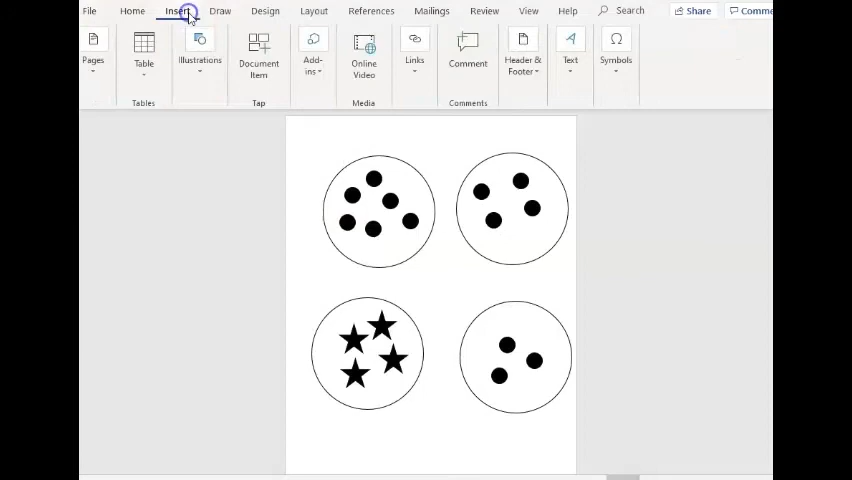 File Home Insert Draw Design Layout References Mailings Review View Help Search Share
Pages Table Illustrations Document Item Add-ins Online Video Links Comment Header & Footer Text Symbols
Tables Tap Media Comments